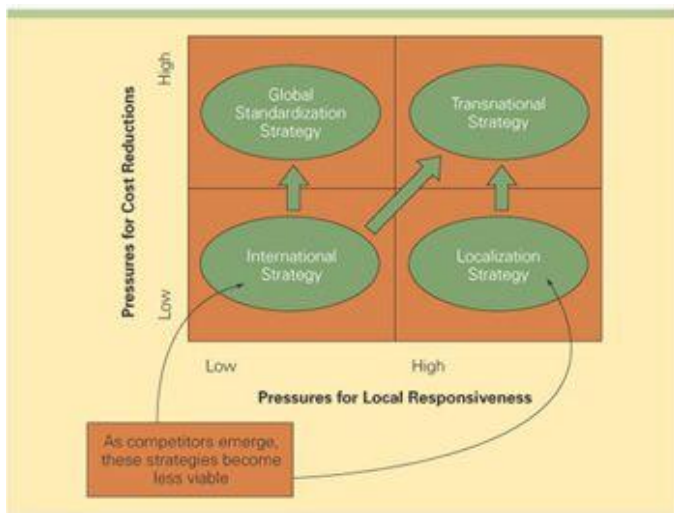 Pressures for Cost Reductions
High
Low
Global
Standardization
Strategy
Transnational
Strategy
International
Strategy
Localization
Strategy
Low
High
Pressures for Local Responsiveness
As competitors emerge,
these strategies become
less viable